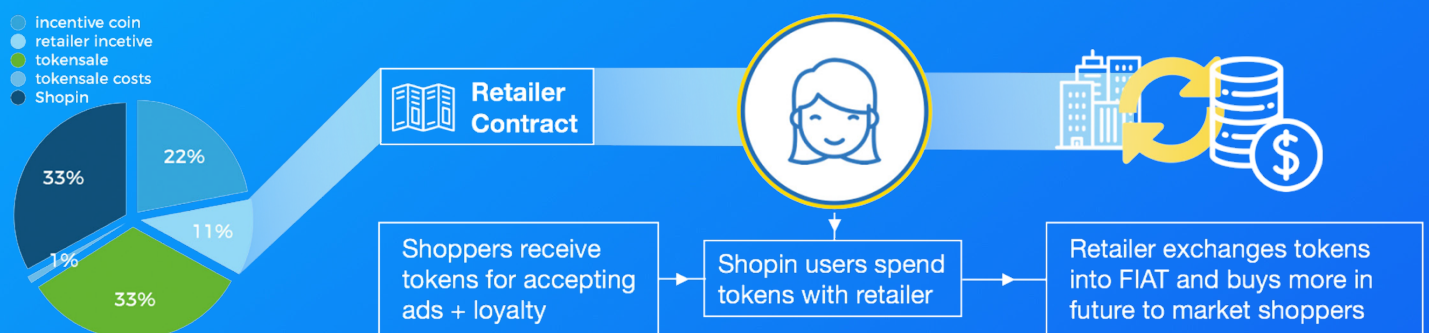 incentive coin
retailer incetive
tokensale
tokensale costs
Shopin
22%
11%
33%
1%
33%
Retailer
Contract
$
Shoppers receive
tokens for accepting
ads + loyalty
Shopin users spend
tokens with retailer
Retailer exchanges tokens
into FIAT and buys more in
future to market shoppers